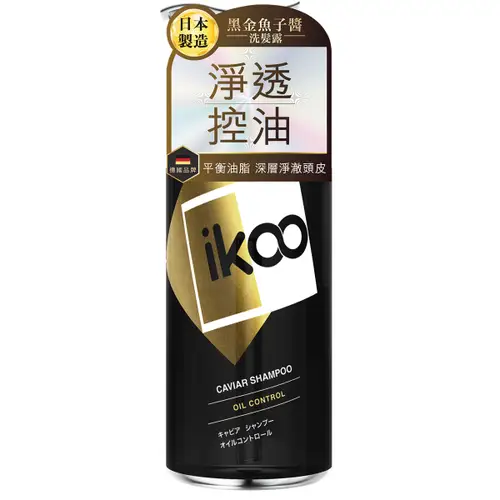 日本
製造
黑金魚子醬
洗髮露
淨透
控油
德國品牌
平衡油脂 深層淨澈頭皮
ikoo
CAVIAR SHAMPOO
OIL CONTROL
キャビア シャンプー
オイルコントロール